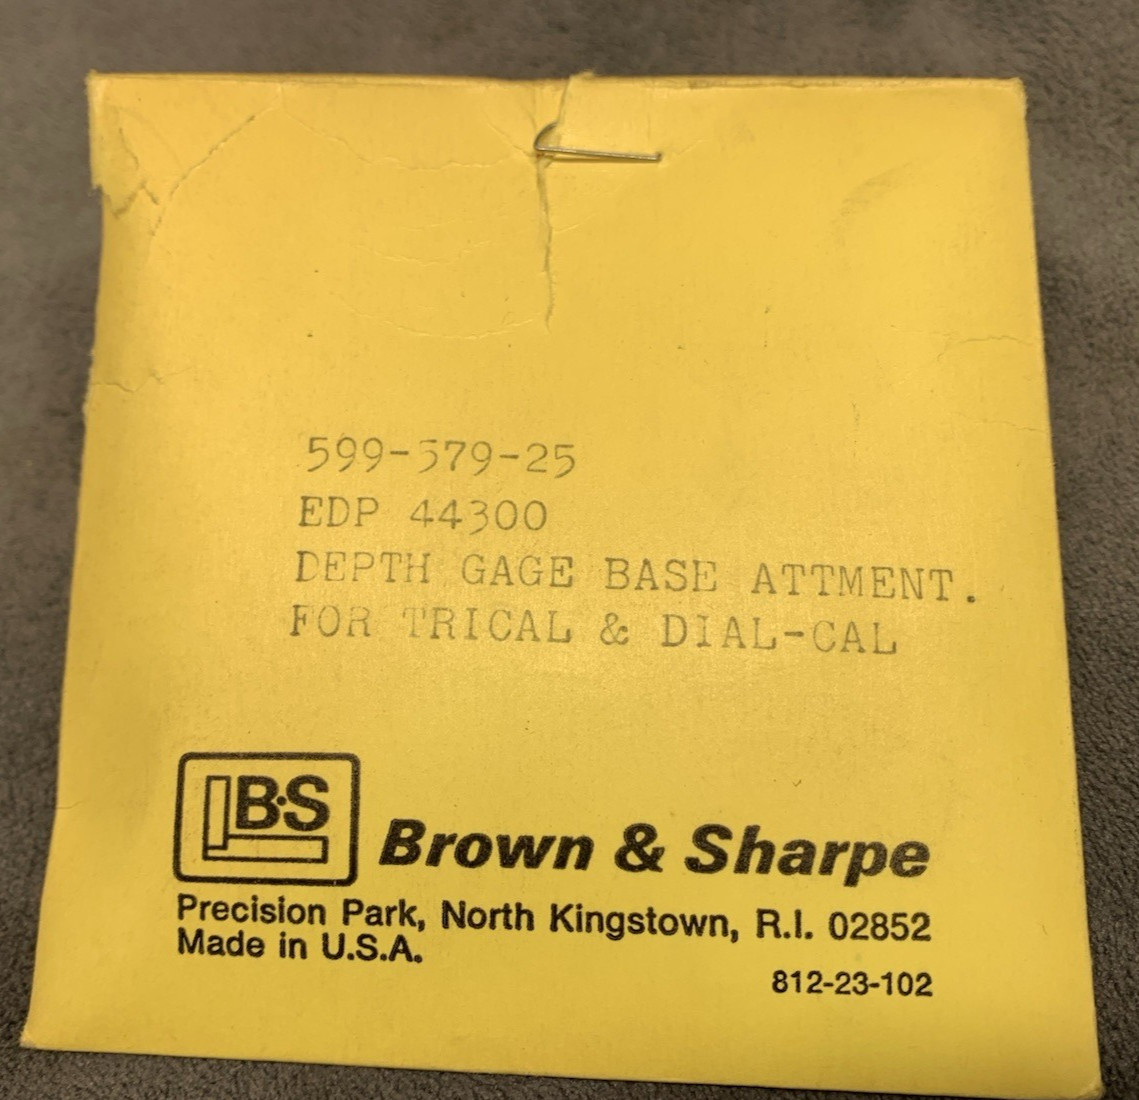 599-579-25
EDP 44300
DEPTH GAGE BASE ATTMENT.
FOR TRICAL & DIAL-CAL
B·S
Brown & Sharpe
Precision Park, North Kingstown, R.I. 02852
Made in U.S.A.
812-23-102